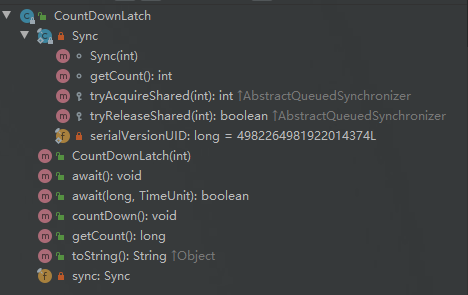 CountDownLatch
Sync
Sync(int)
getCount(): int
tryAcquireShared(int): int ↑AbstractQueuedSynchronizer
tryReleaseShared(int): boolean ↑AbstractQueuedSynchronizer
serialVersionUID: long = 4982264981922014374L
CountDownLatch(int)
await(): void
await(long, TimeUnit): boolean
countDown(): void
getCount(): long
toString(): String ↑Object
sync: Sync